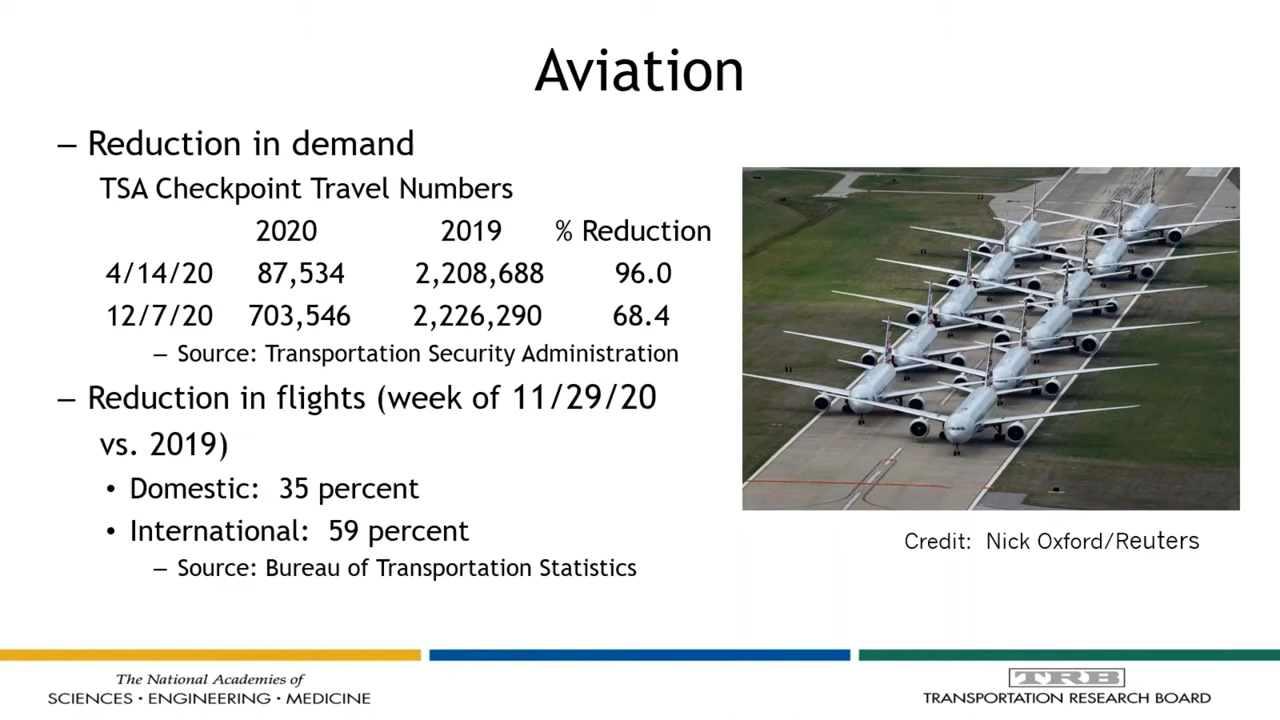 Aviation
– Reduction in demand
TSA Checkpoint Travel Numbers
2020 2019 % Reduction
4/14/20 87,534 2,208,688 96.0
12/7/20 703,546 2,226,290 68.4
– Source: Transportation Security Administration
– Reduction in flights (week of 11/29/20
vs. 2019)
• Domestic: 35 percent
• International: 59 percent
– Source: Bureau of Transportation Statistics
Credit: Nick Oxford/Reuters
The National Academies of
SCIENCES • ENGINEERING • MEDICINE
TRB
TRANSPORTATION RESEARCH BOARD